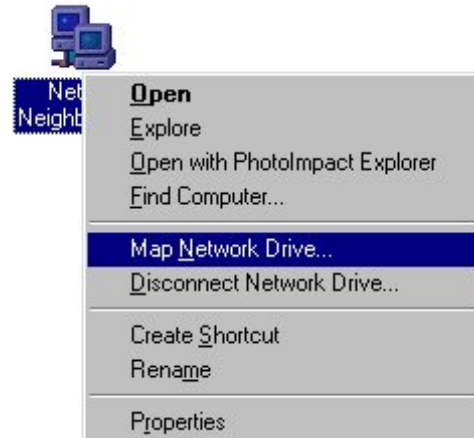 Net
Neighb
Open
Explore
Open with PhotoImpact Explorer
Find Computer...
Map Network Drive...
Disconnect Network Drive...
Create Shortcut
Rename
Properties